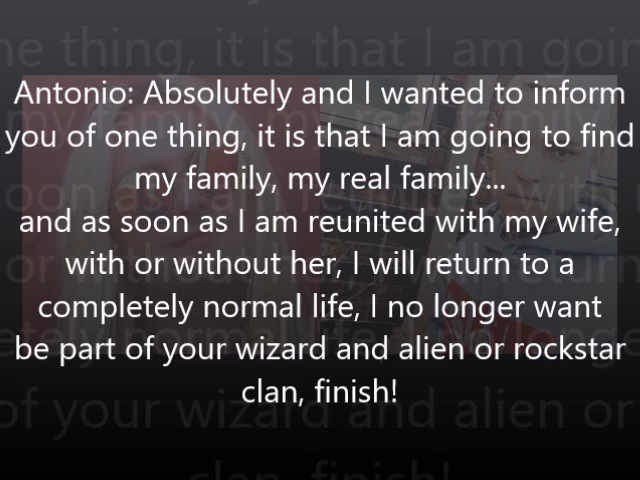 Antonio: Absolutely and I wanted to inform
you of one thing, it is that I am going to find
my family, my real family...
and as soon as I am reunited with my wife,
with or without her, I will return to a
completely normal life, I no longer want
be part of your wizard and alien or rockstar
clan, finish!